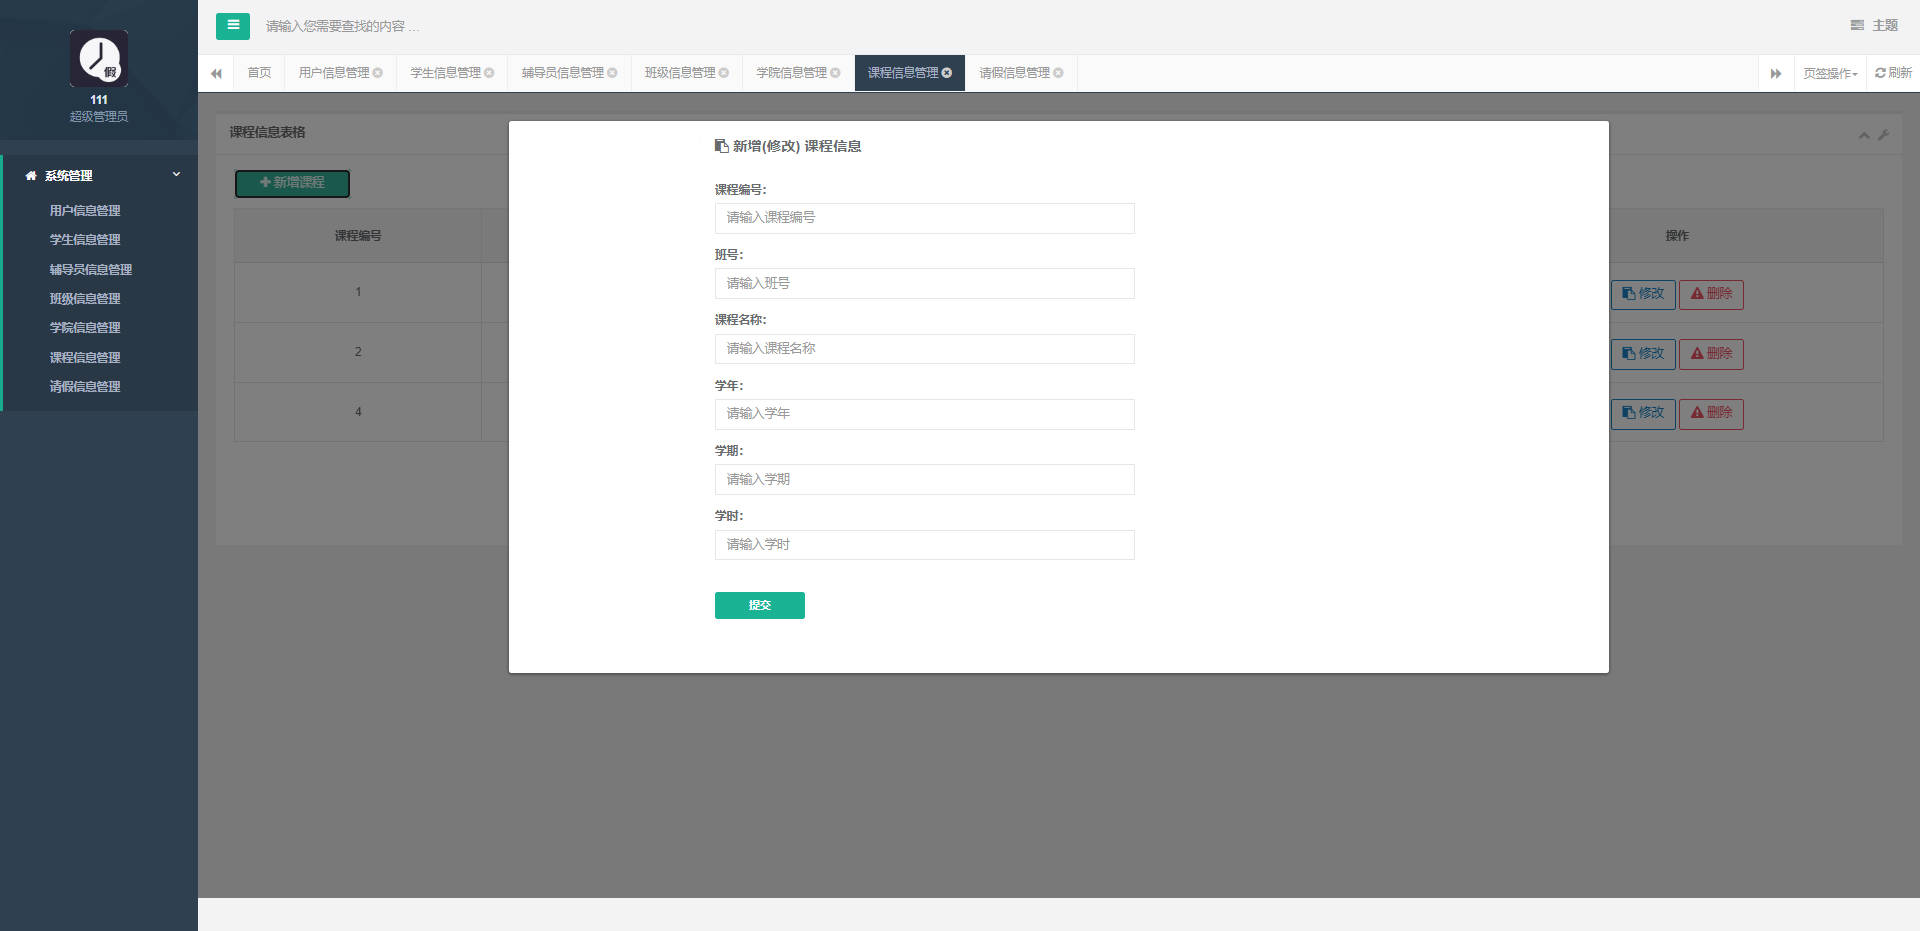 假
111
超级管理员
系统管理
用户信息管理
学生信息管理
辅导员信息管理
班级信息管理
学院信息管理
课程信息管理
请假信息管理
请输入您需要查找的内容 ...
主题
首页 用户信息管理 学生信息管理 辅导员信息管理 班级信息管理 学院信息管理 课程信息管理 请假信息管理 页签操作 刷新
课程信息表格
新增课程
课程编号 操作
1 修改 删除
2 修改 删除
4 修改 删除
新增(修改) 课程信息
课程编号：
请输入课程编号
班号：
请输入班号
课程名称：
请输入课程名称
学年：
请输入学年
学期：
请输入学期
学时：
请输入学时
提交